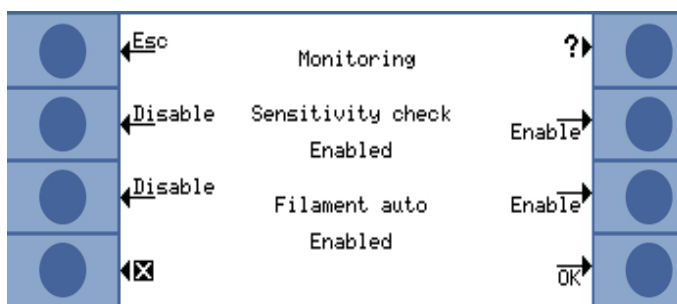 Esc
Monitoring
?
Disable
Sensitivity check
Enabled
Enable
Disable
Filament auto
Enabled
Enable
X
OK